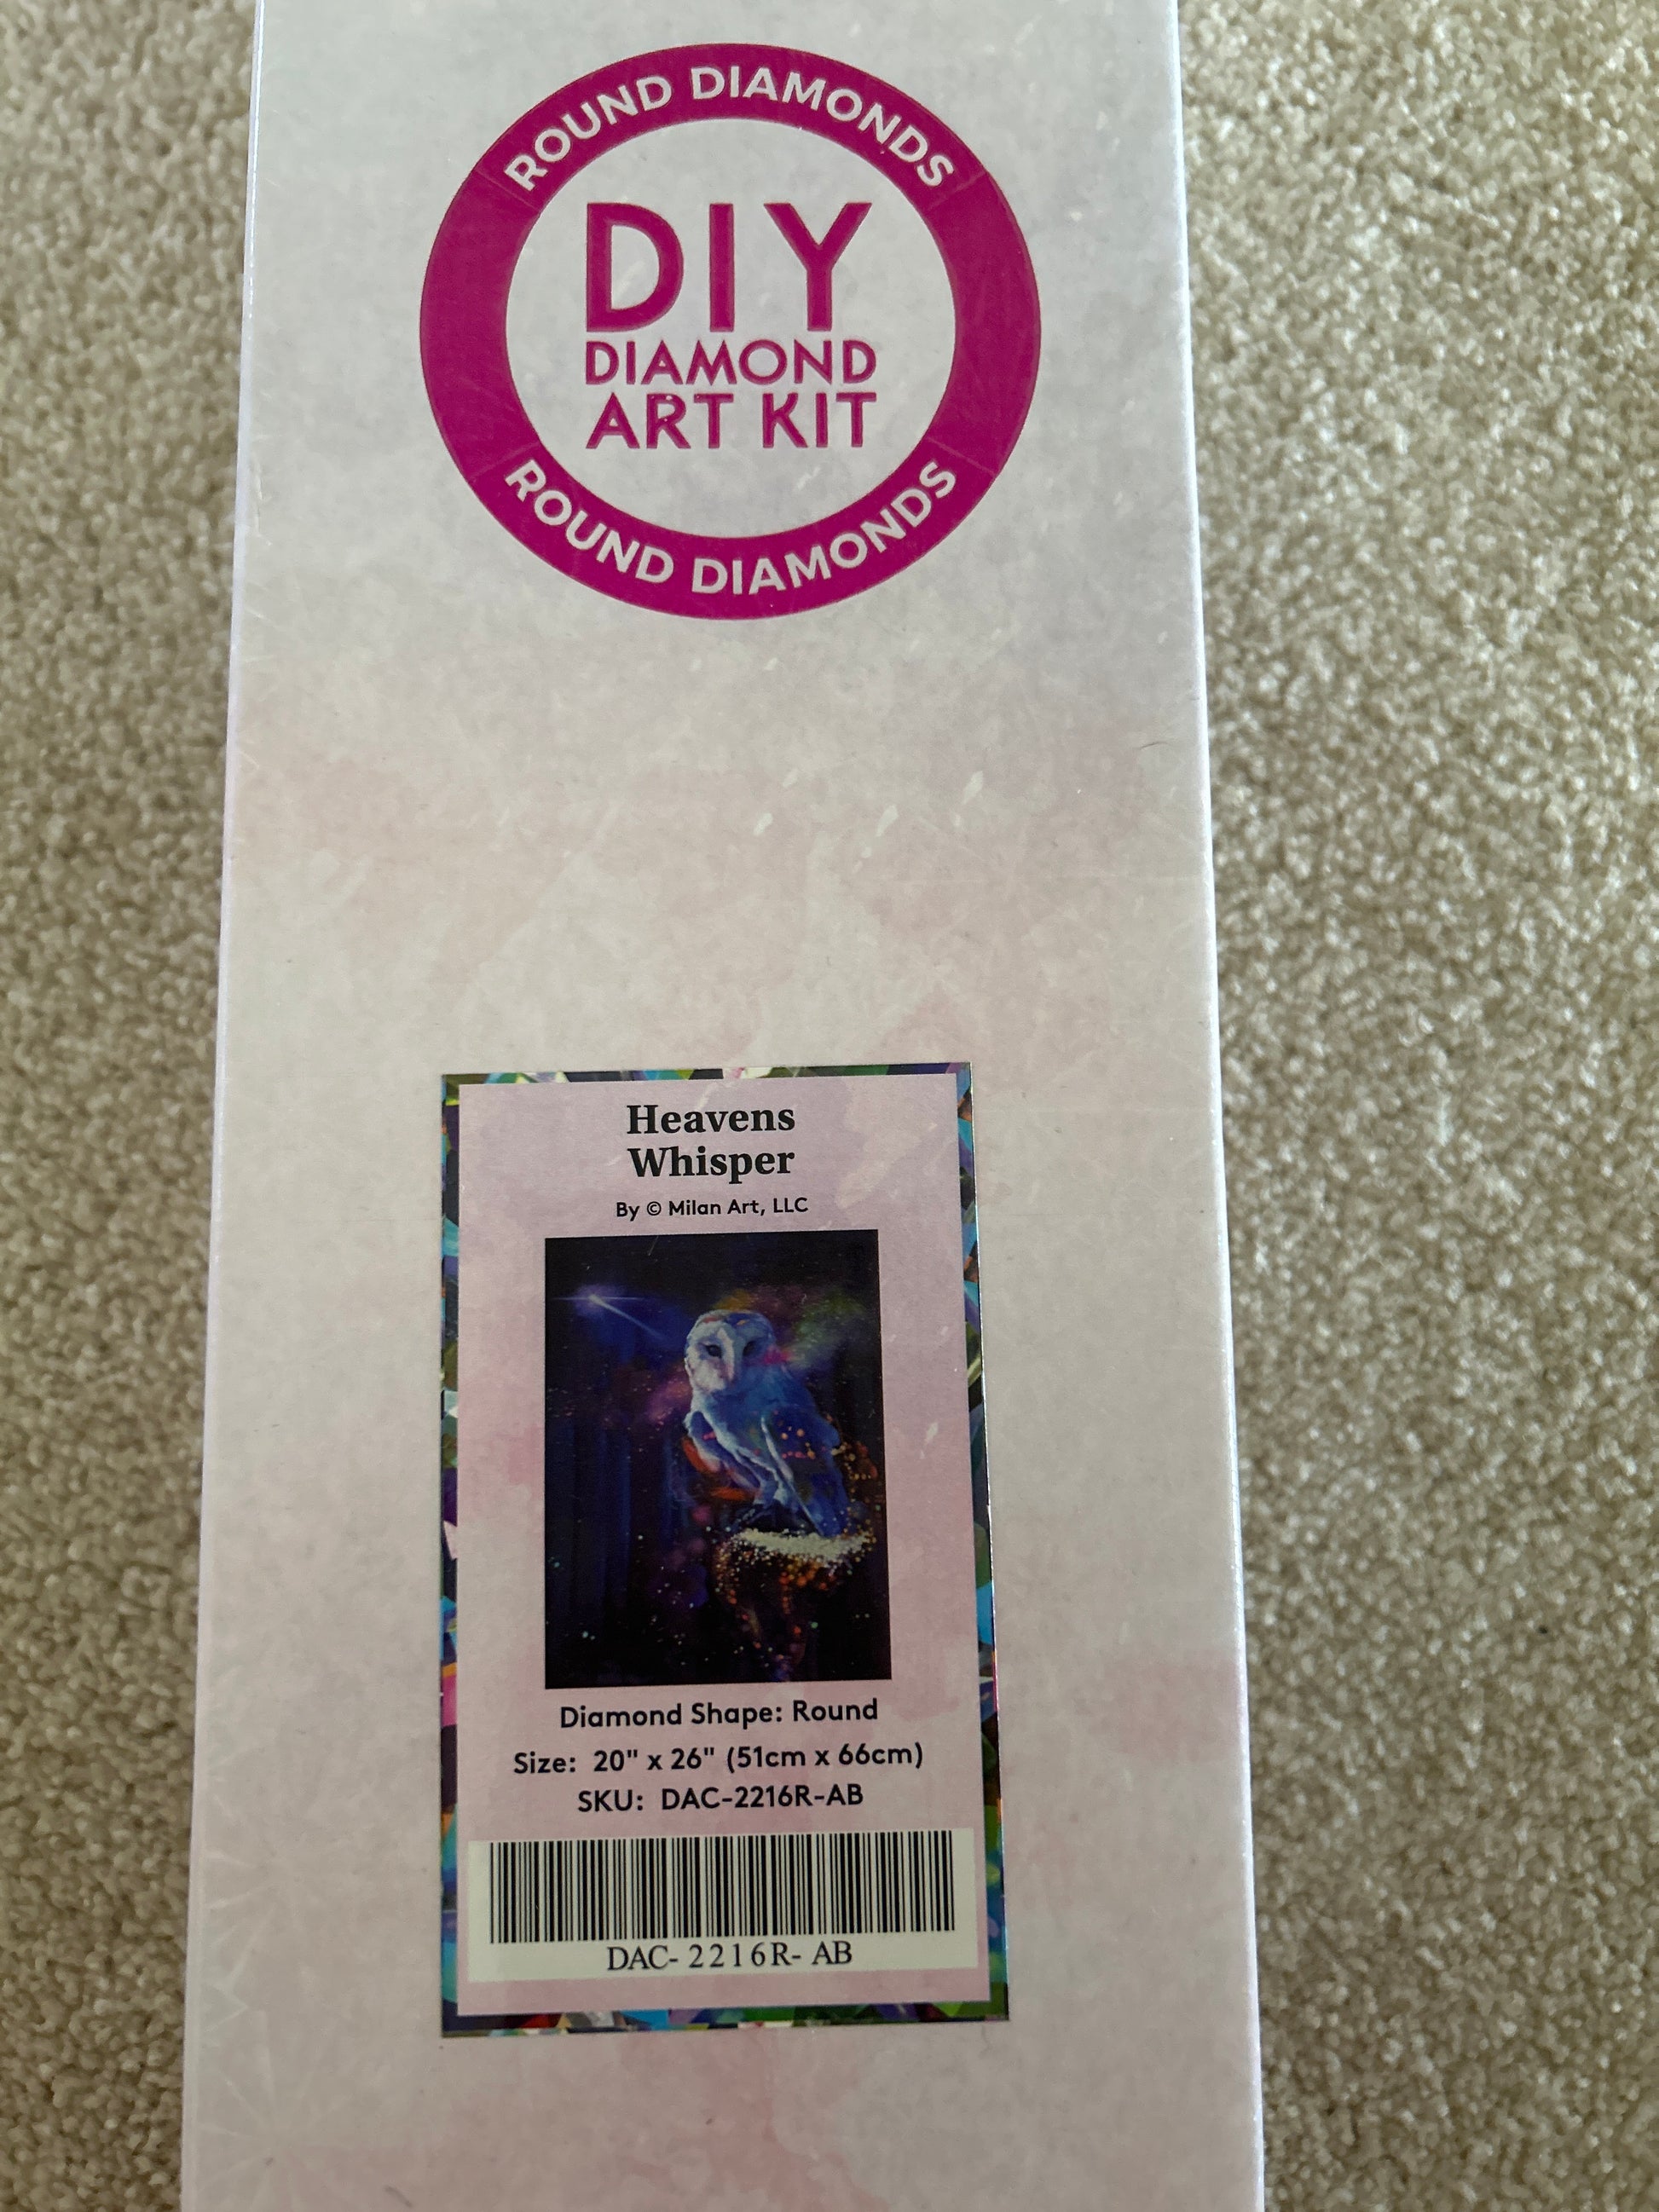 ROUND DIAMONDS
DIY
DIAMOND
ART KIT
ROUND DIAMONDS
Heavens
Whisper
By © Milan Art, LLC
Diamond Shape: Round
Size: 20" x 26" (51cm x 66cm)
SKU: DAC-2216R-AB
DAC- 2216R- AB